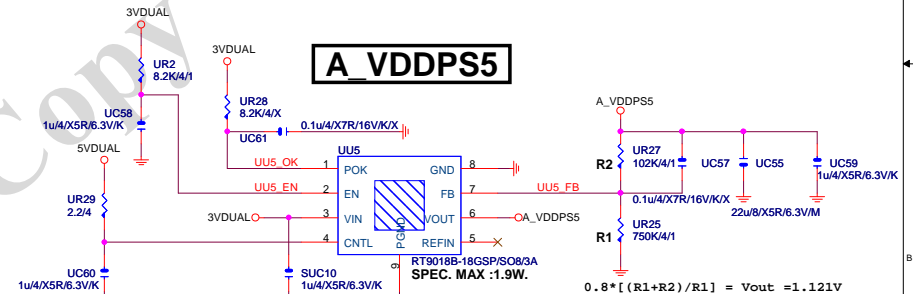 3VDUAL
UR2
8.2K/4/1
UC58
1u/4/X5R/6.3V/K
5VDUAL
UR29
2.2/4
UC60
1u/4/X5R/6.3V/K
3VDUAL
UR28
8.2K/4/X
UC61
0.1u/4/X7R/16V/K/X
A_VDDPS5
UU5_OK
UU5_EN
3VDUAL
SUC10
1u/4/X5R/6.3V/K
UU5
1 POK GND 8
2 EN FB 7
3 VIN VOUT 6
4 CNTL REFIN 5
PGND
9
RT9018B-18GSP/SO8/3A
SPEC. MAX :1.9W.
UU5_FB
A_VDDPS5
A_VDDPS5
R2
UR27
102K/4/1
UC57
0.1u/4/X7R/16V/K/X
UC55
22u/8/X5R/6.3V/M
UC59
1u/4/X5R/6.3V/K
R1
UR25
750K/4/1
0.8*[(R1+R2)/R1] = Vout =1.121V
B
Copy